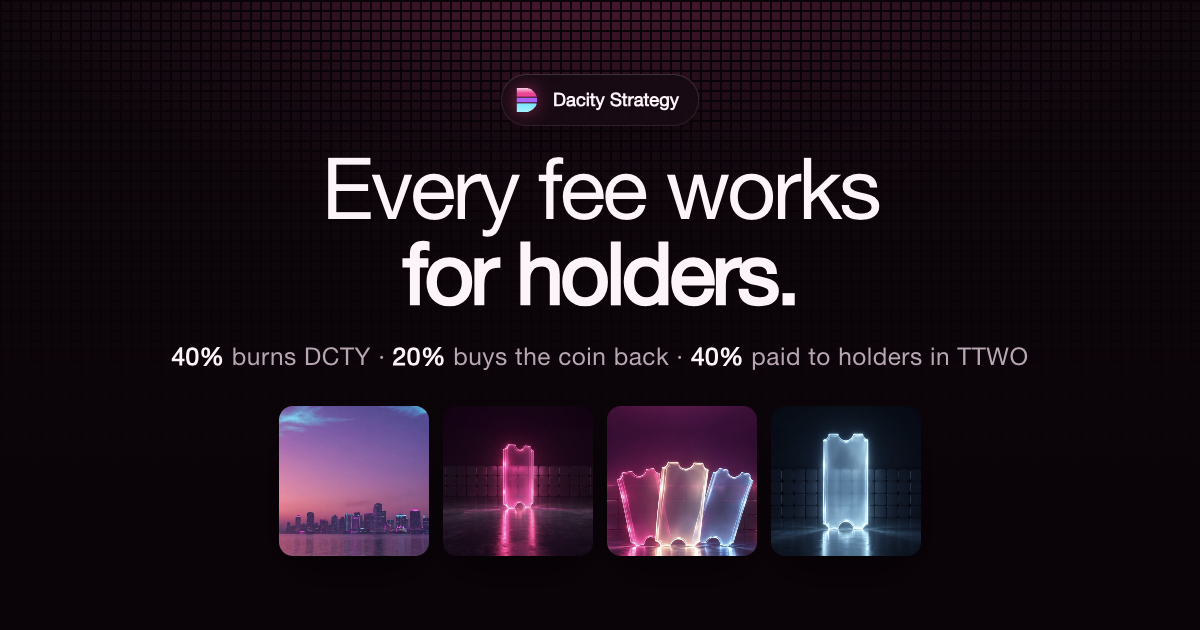 Dacity Strategy
Every fee works
for holders.
40% burns DCTY · 20% buys the coin back · 40% paid to holders in TTWO